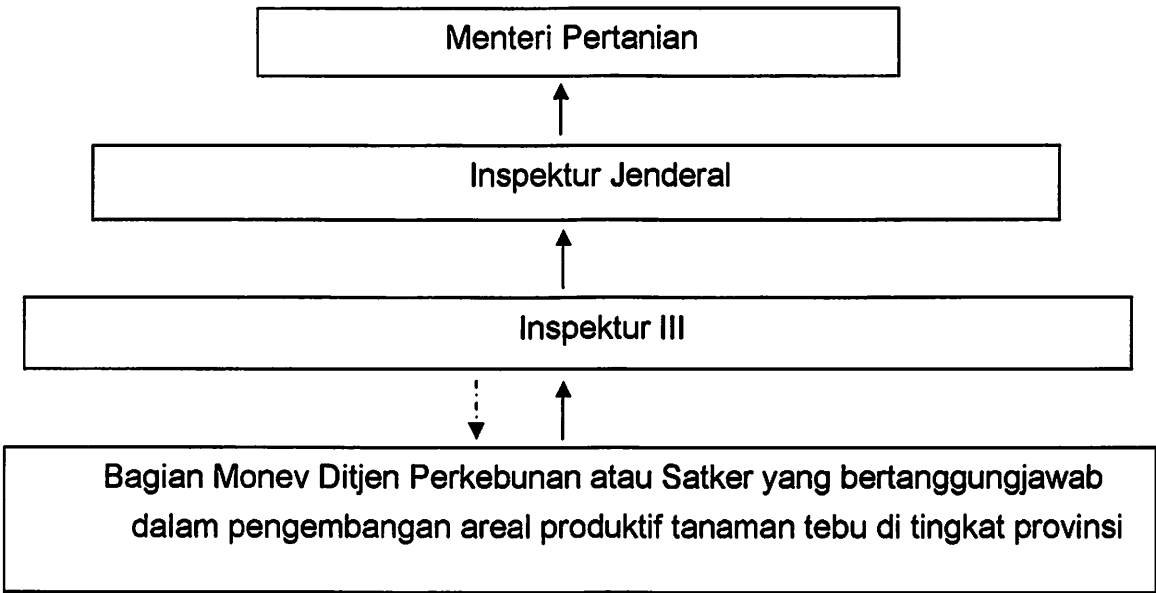 Menteri Pertanian
Inspektur Jenderal
Inspektur III
Bagian Monev Ditjen Perkebunan atau Satker yang bertanggungjawab
dalam pengembangan areal produktif tanaman tebu di tingkat provinsi